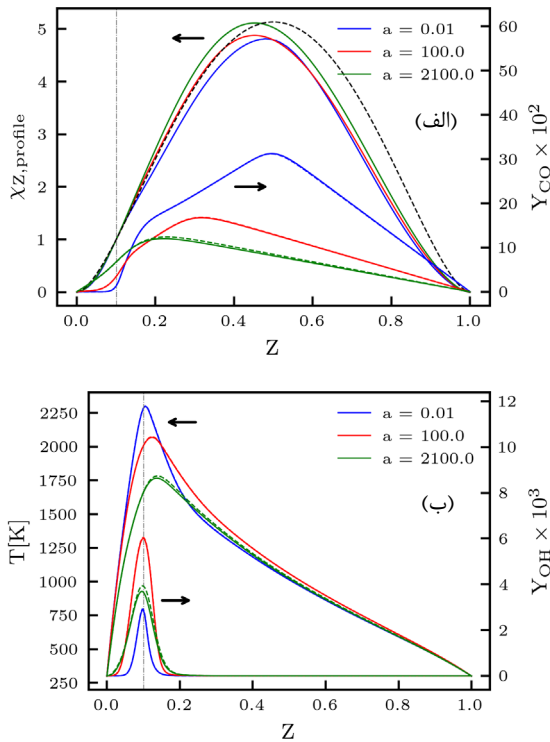 5
4
3
2
1
0
χZ,profile
a = 0.01
a = 100.0
a = 2100.0
(الف)
60
50
40
30
20
10
0
Y_CO × 10²
0.0 0.2 0.4 0.6 0.8 1.0
Z
2250
2000
1750
1500
1250
1000
750
500
250
T[K]
a = 0.01
a = 100.0
a = 2100.0
(ب)
12
10
8
6
4
2
0
Y_OH × 10³
0.0 0.2 0.4 0.6 0.8 1.0
Z